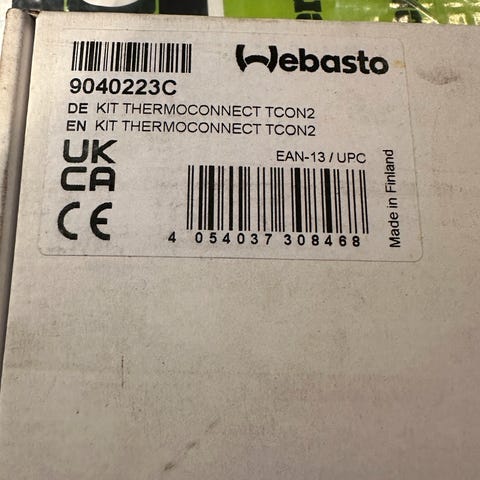 Webasto
9040223C
DE KIT THERMOCONNECT TCON2
EN KIT THERMOCONNECT TCON2
UK
CA
CE
EAN-13 / UPC
4 054037 308468
Made in Finland